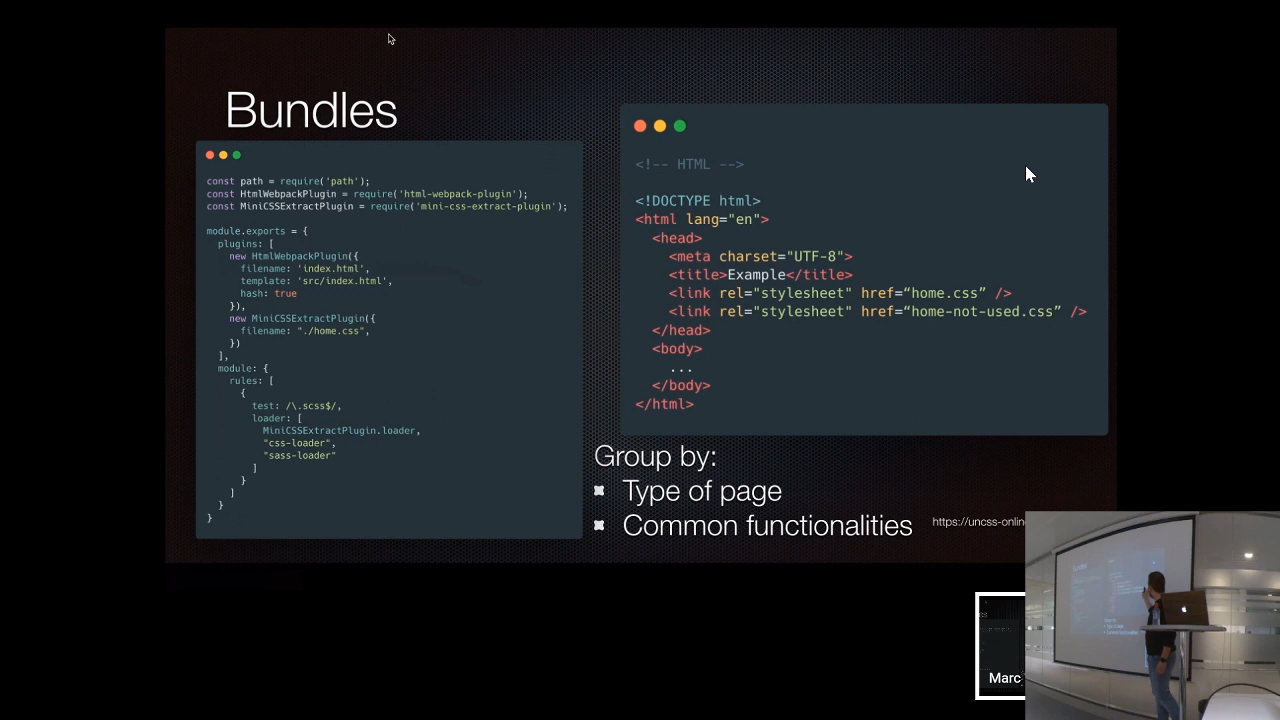 Bundles
const path = require('path');
const HtmlWebpackPlugin = require('html-webpack-plugin');
const MiniCSSExtractPlugin = require('mini-css-extract-plugin');
module.exports = {
plugins: [
new HtmlWebpackPlugin({
filename: 'index.html',
template: 'src/index.html',
hash: true
}),
new MiniCSSExtractPlugin({
filename: "./home.css",
})
],
module: {
rules: [
{
test: /\.scss$/,
loader: [
MiniCSSExtractPlugin.loader,
"css-loader",
"sass-loader"
]
}
]
}
}
<!-- HTML -->
<!DOCTYPE html>
<html lang="en">
<head>
<meta charset="UTF-8">
<title>Example</title>
<link rel="stylesheet" href=“home.css” />
<link rel="stylesheet" href=“home-not-used.css” />
</head>
<body>
...
</body>
</html>
Group by:
Type of page
Common functionalities
https://uncss-online
Marc